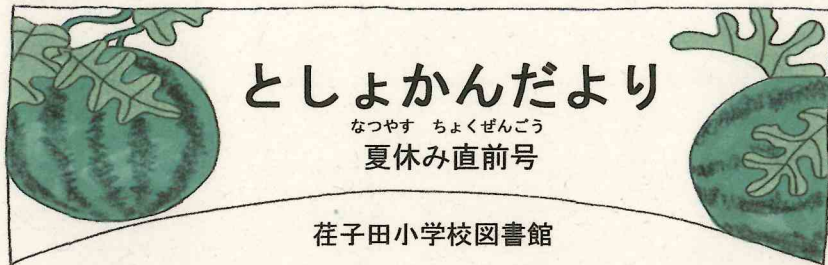 としょかんだより
なつやす ちょくぜんごう
夏休み直前号
荏子田小学校図書館